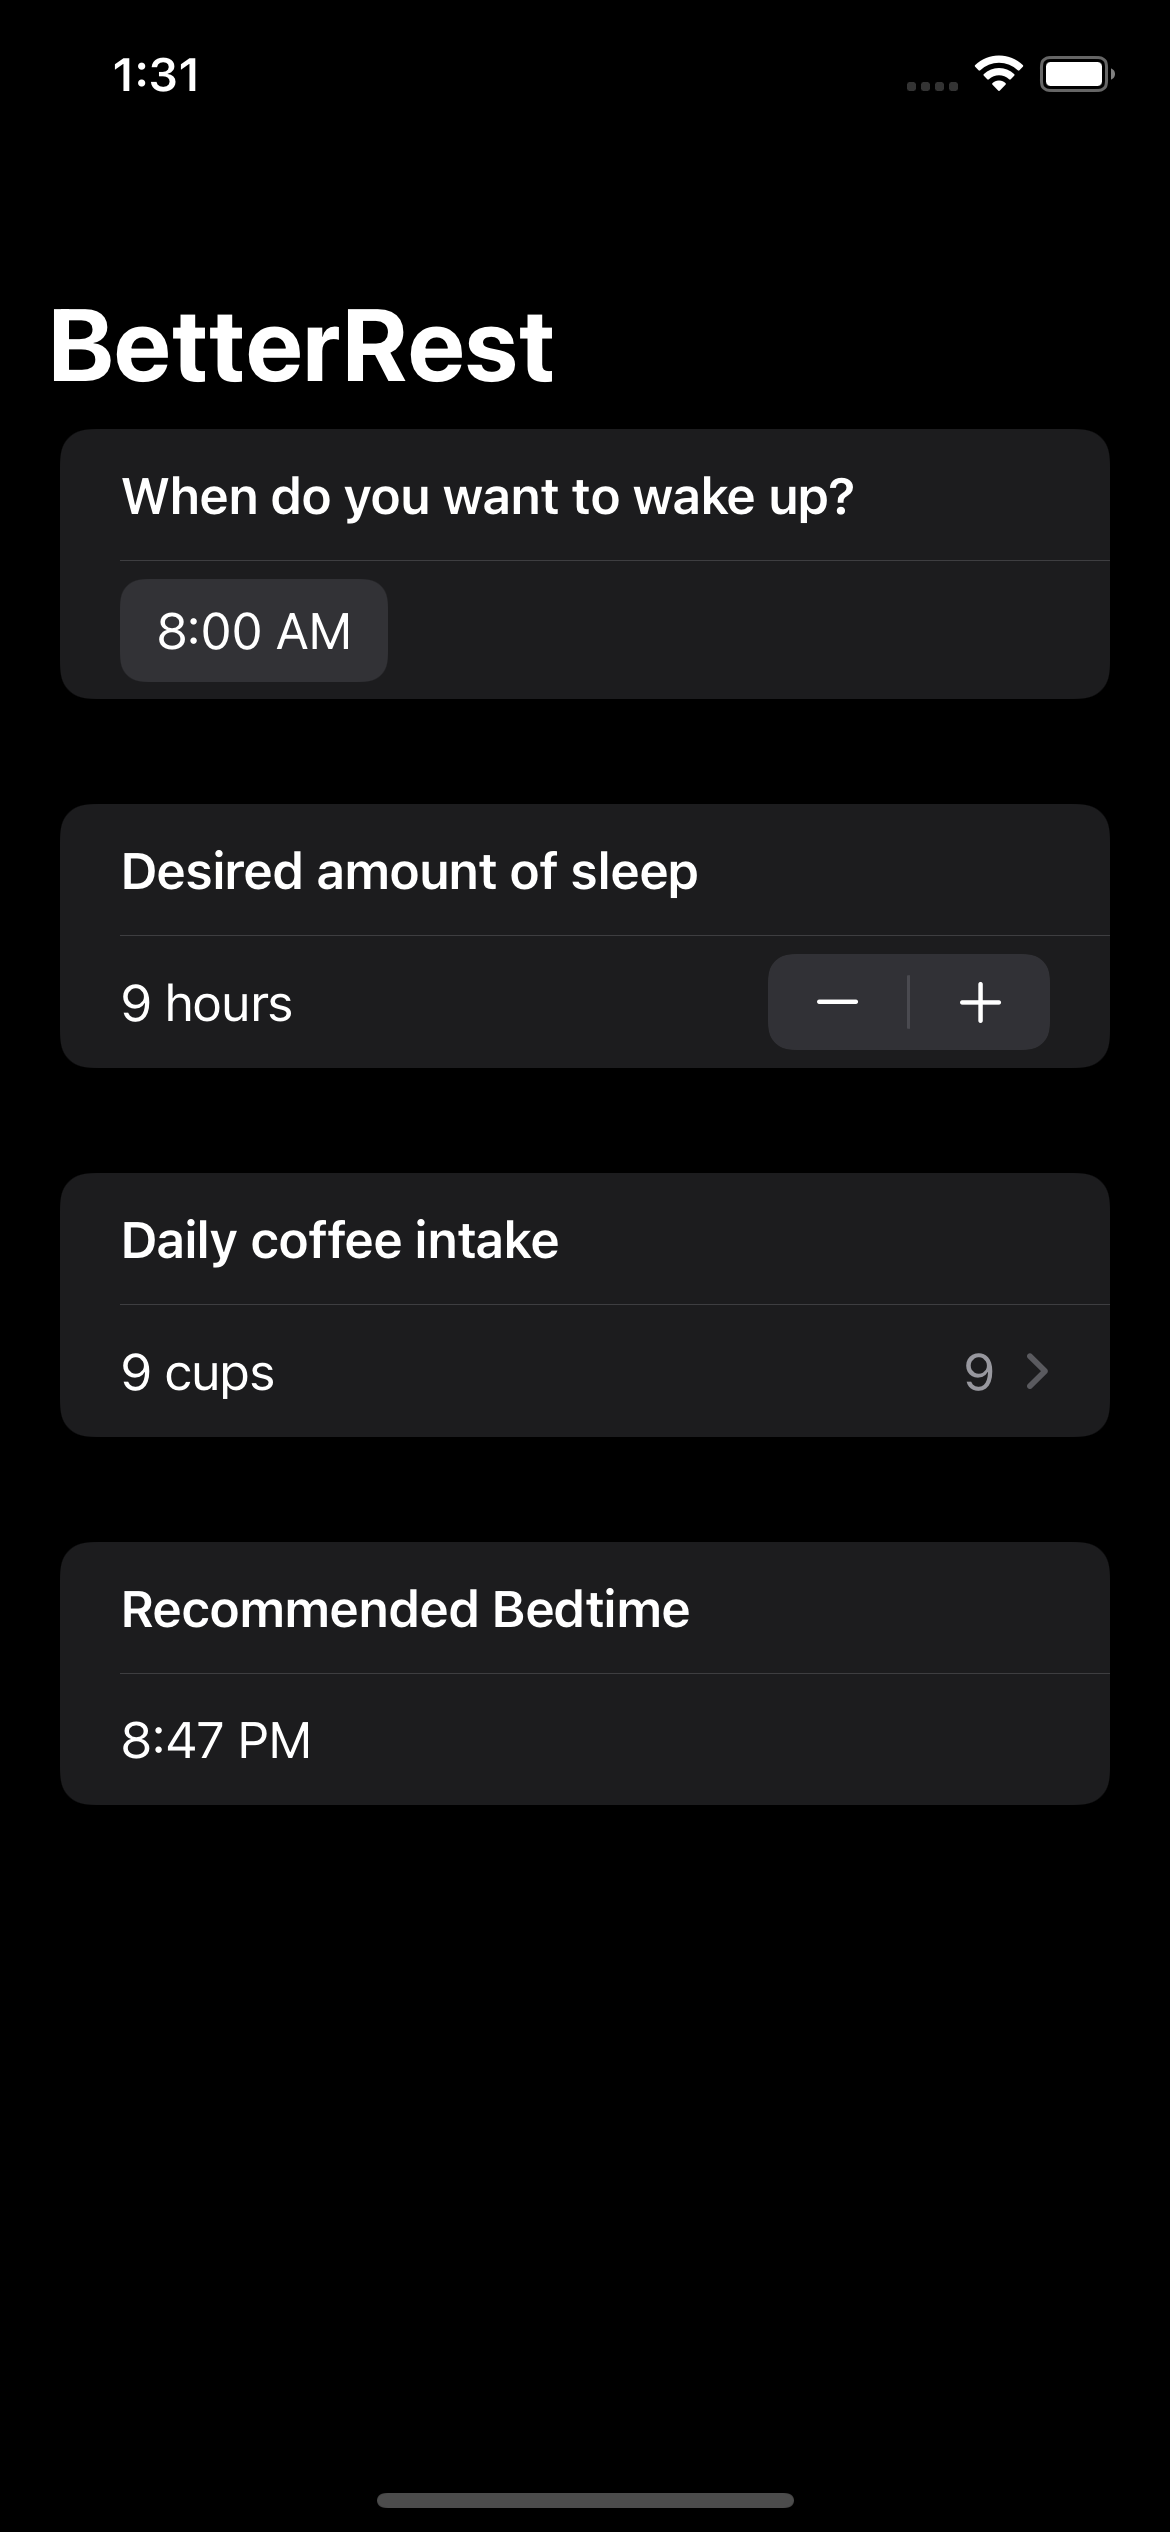 1:31
BetterRest
When do you want to wake up?
8:00 AM
Desired amount of sleep
9 hours
Daily coffee intake
9 cups 9
Recommended Bedtime
8:47 PM